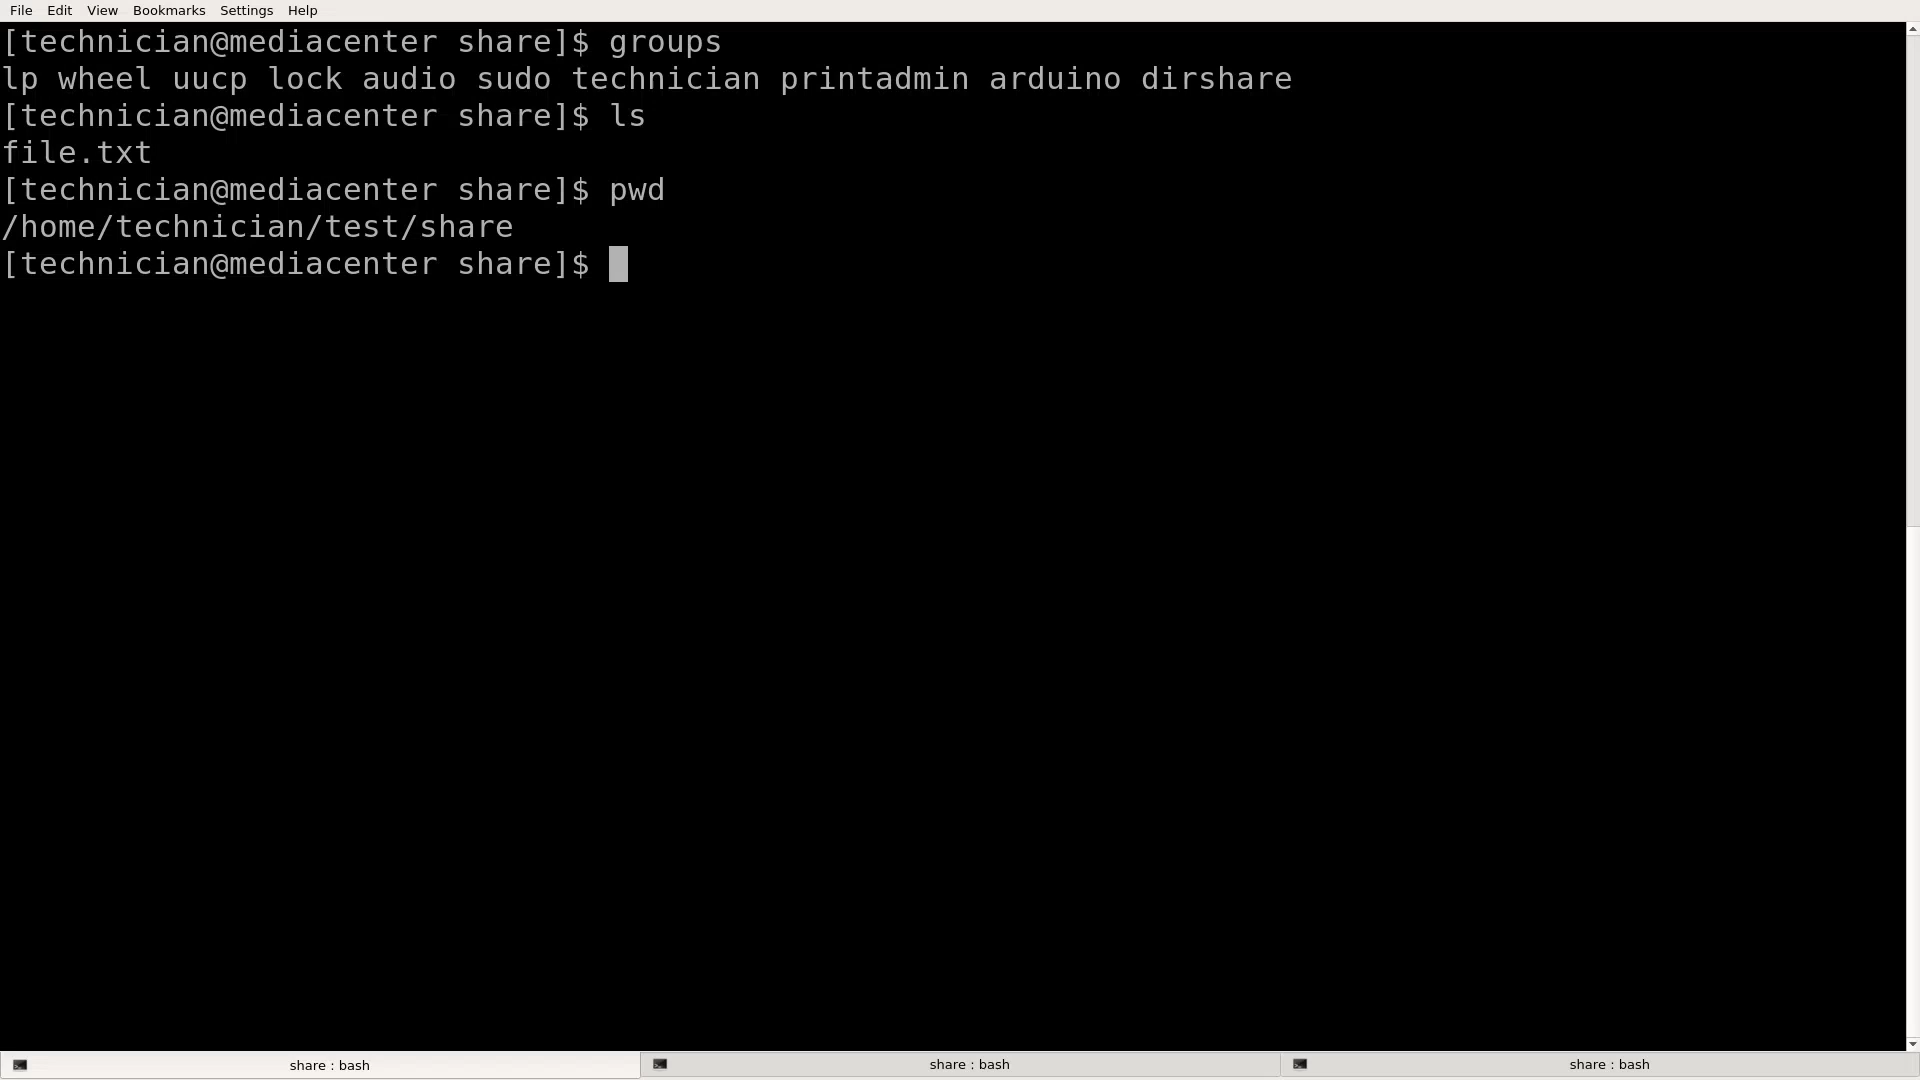 File Edit View Bookmarks Settings Help
[technician@mediacenter share]$ groups
lp wheel uucp lock audio sudo technician printadmin arduino dirshare
[technician@mediacenter share]$ ls
file.txt
[technician@mediacenter share]$ pwd
/home/technician/test/share
[technician@mediacenter share]$
share : bash share : bash share : bash